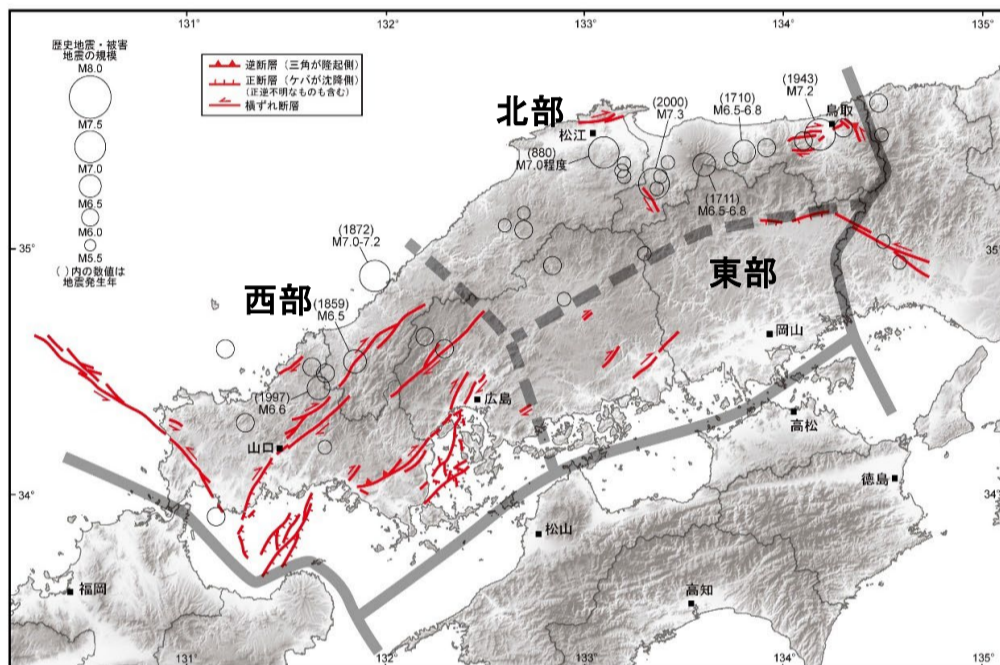 131°
132°
133°
134°
135°
歴史地震・被害
地震の規模
M8.0
M7.5
M7.0
M6.5
M6.0
M5.5
( )内の数値は
地震発生年
逆断層（三角が隆起側）
正断層（ケバが沈降側）
(正逆不明なものも含む)
横ずれ断層
北部
松江
(880)
M7.0程度
(2000)
M7.3
(1710)
M6.5-6.8
(1943)
M7.2
鳥取
(1711)
M6.5-6.8
35°
(1872)
M7.0-7.2
西部
(1859)
M6.5
東部
岡山
(1997)
M6.6
広島
山口
高松
34°
徳島
34°
松山
福岡
高知
131°
132°
133°
134°
135°